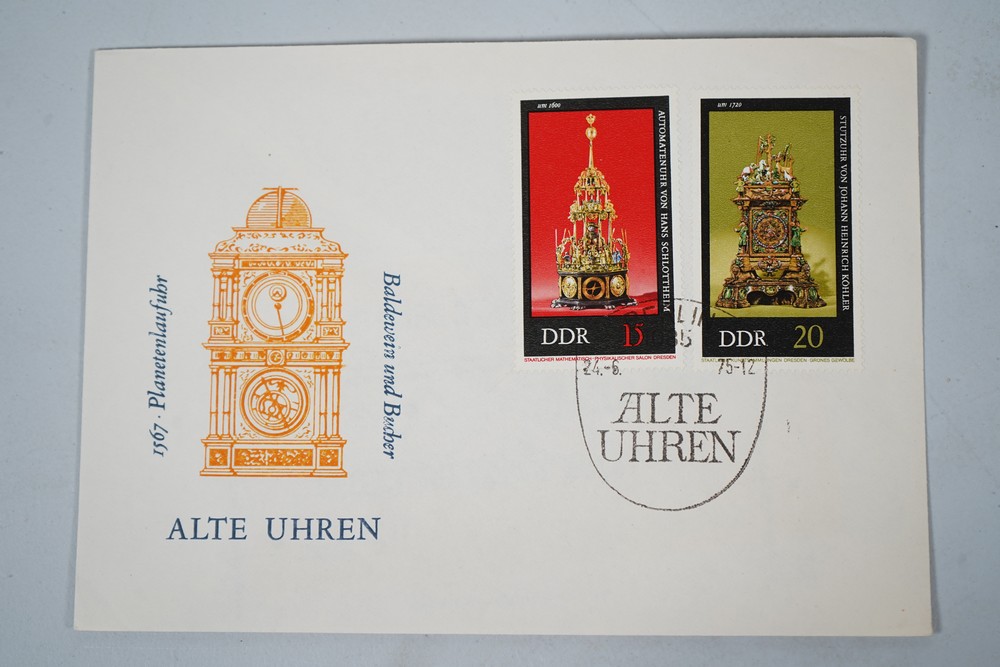 1567 · Planetenlaufuhr
Baldewein und Bucher
ALTE UHREN
um 1600
AUTOMATENUHR VON HANS SCHLOTTHEIM
DDR 15
STAATLICHER MATHEMATISCH-PHYSIKALISCHER SALON DRESDEN
um 1720
STUTZUHR VON JOHANN HEINRICH KÖHLER
DDR 20
DRESDEN GRÜNES GEWÖLBE
24.-6. 75-12
ALTE
UHREN